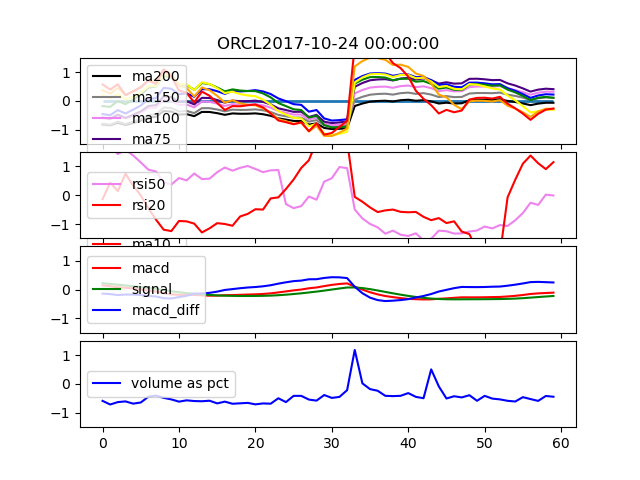 ORCL2017-10-24 00:00:00
1
0
−1
ma200
ma150
ma100
ma75
1
0
−1
rsi50
rsi20
ma10
1
0
−1
macd
signal
macd_diff
1
0
−1
volume as pct
0 10 20 30 40 50 60